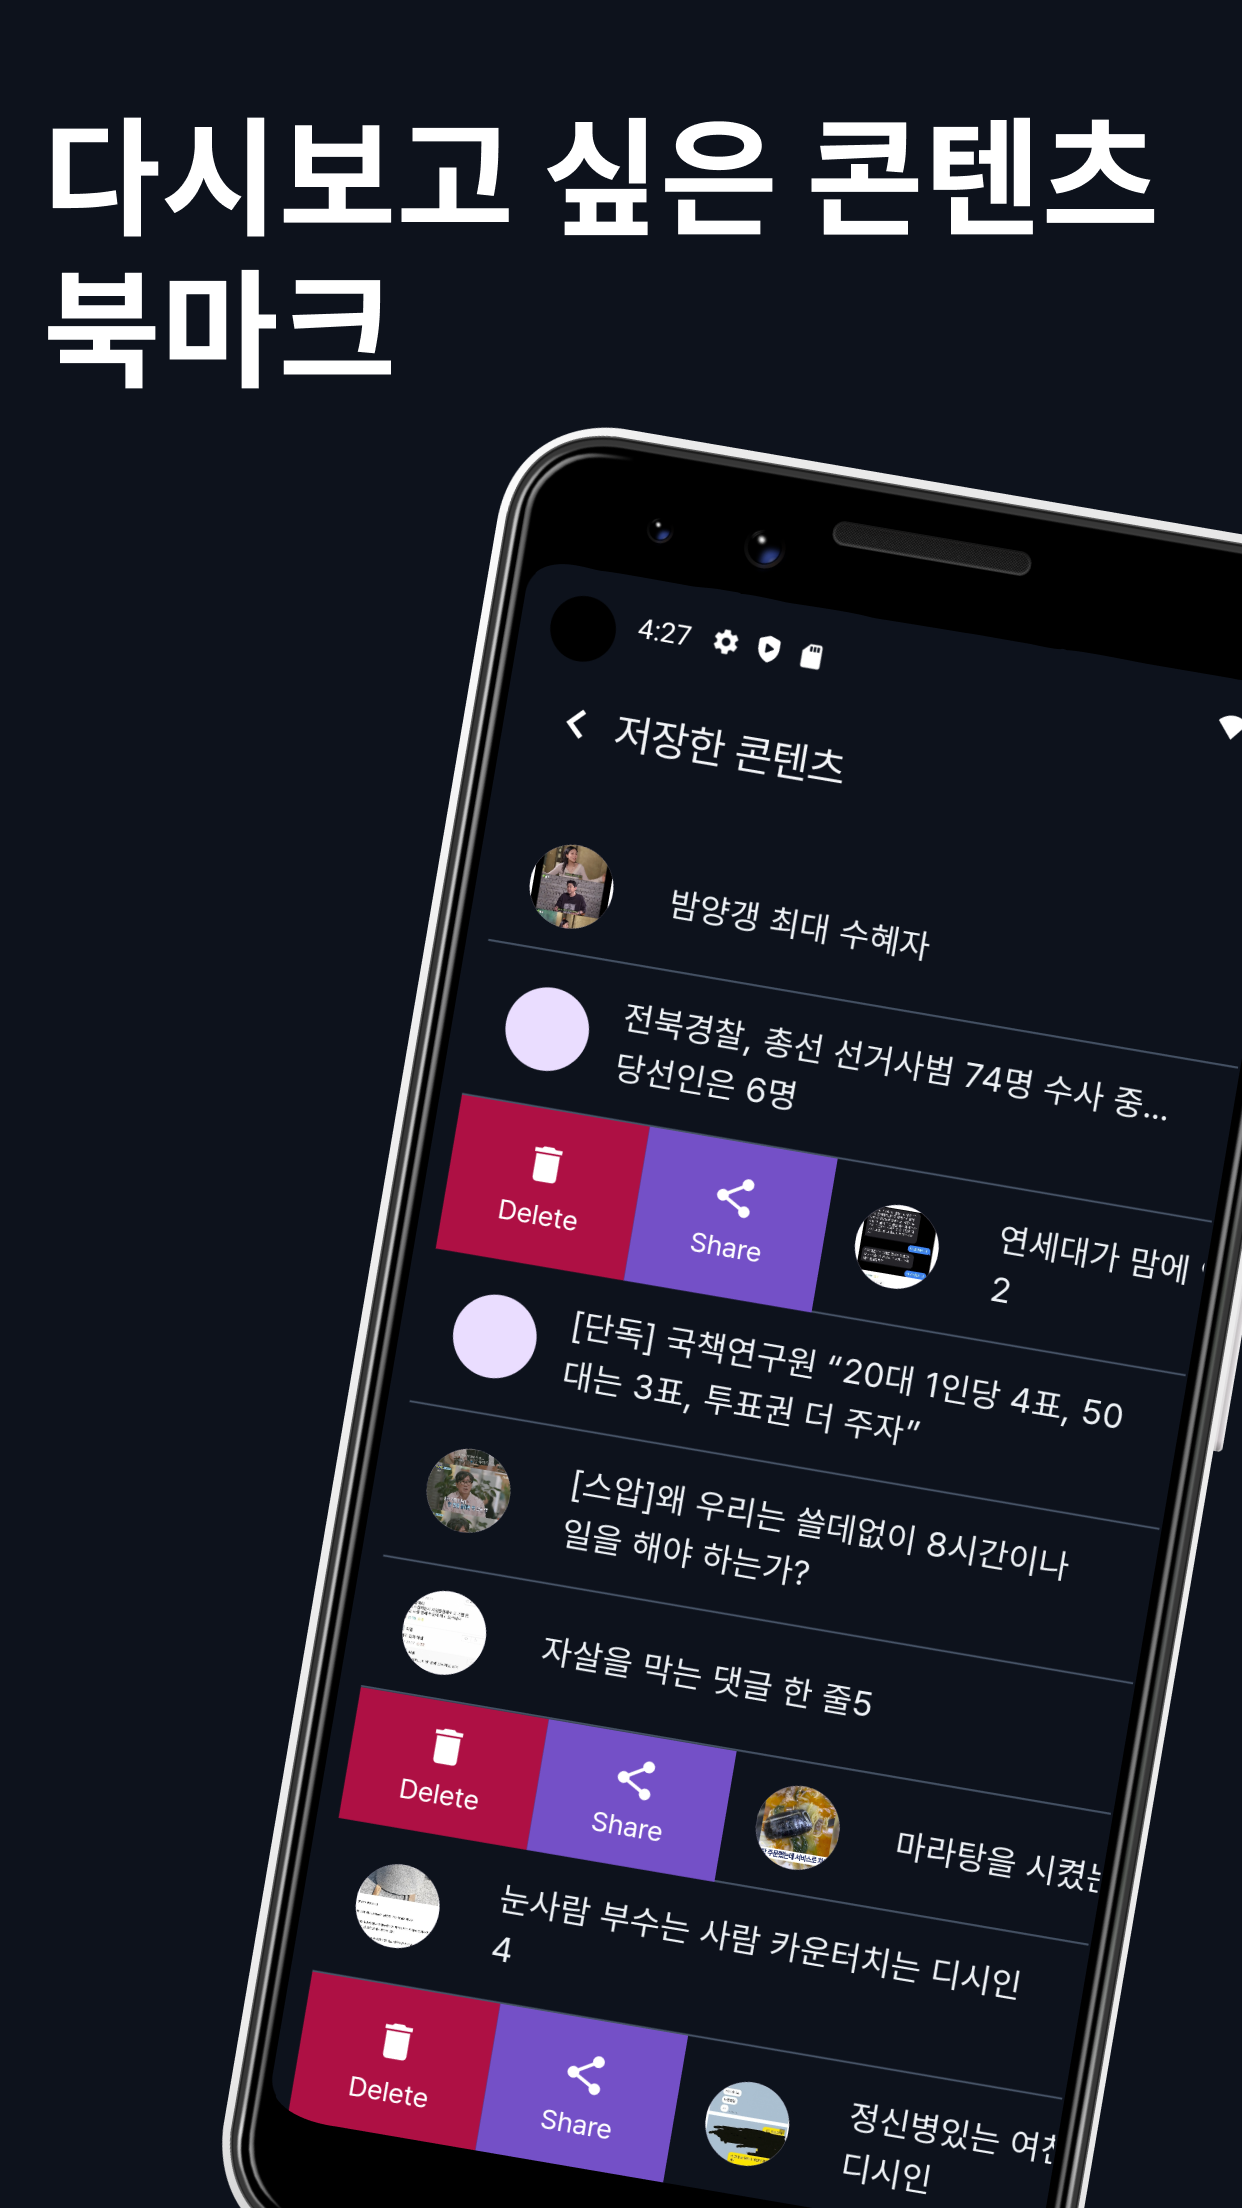 다시보고 싶은 콘텐츠
북마크
4:27
저장한 콘텐츠
밤양갱 최대 수혜자
전북경찰, 총선 선거사범 74명 수사 중...
당선인은 6명
Delete
Share
연세대가 맘에
2
[단독] 국책연구원 “20대 1인당 4표, 50
대는 3표, 투표권 더 주자”
[스압]왜 우리는 쓸데없이 8시간이나
일을 해야 하는가?
자살을 막는 댓글 한 줄5
Delete
Share
마라탕을 시켰는
눈사람 부수는 사람 카운터치는 디시인
4
Delete
Share
정신병있는 여친
디시인